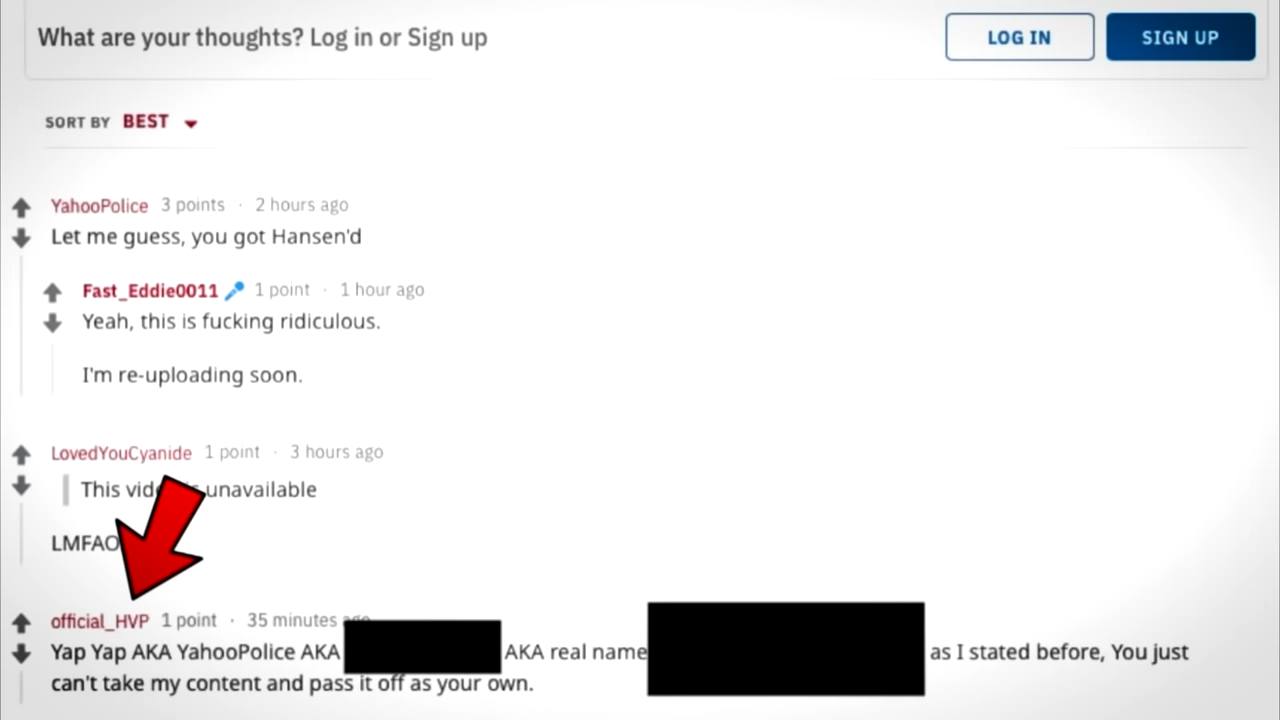 What are your thoughts? Log in or Sign up
LOG IN
SIGN UP
SORT BY BEST
YahooPolice 3 points · 2 hours ago
Let me guess, you got Hansen'd
Fast_Eddie0011 1 point · 1 hour ago
Yeah, this is fucking ridiculous.
I'm re-uploading soon.
LovedYouCyanide 1 point · 3 hours ago
This unavailable
LMFAO
official_HVP 1 point · 35 minutes ago
Yap Yap AKA YahooPolice AKA AKA real name as I stated before, You just
can't take my content and pass it off as your own.